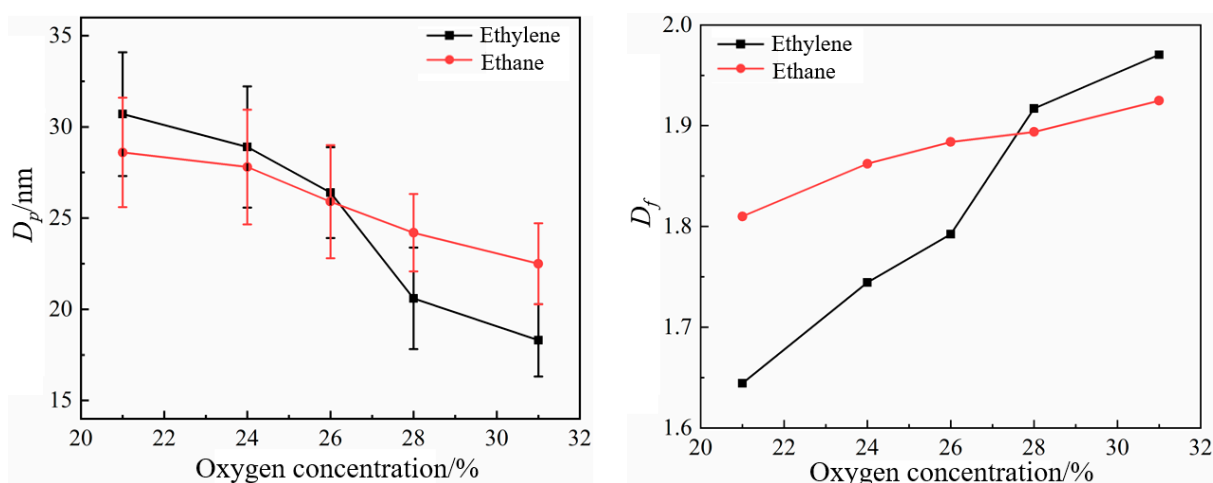 35
30
25
20
15
Dp/nm
Ethylene
Ethane
20 22 24 26 28 30 32
Oxygen concentration/%
2.0
1.9
1.8
1.7
1.6
Df
Ethylene
Ethane
20 22 24 26 28 30 32
Oxygen concentration/%